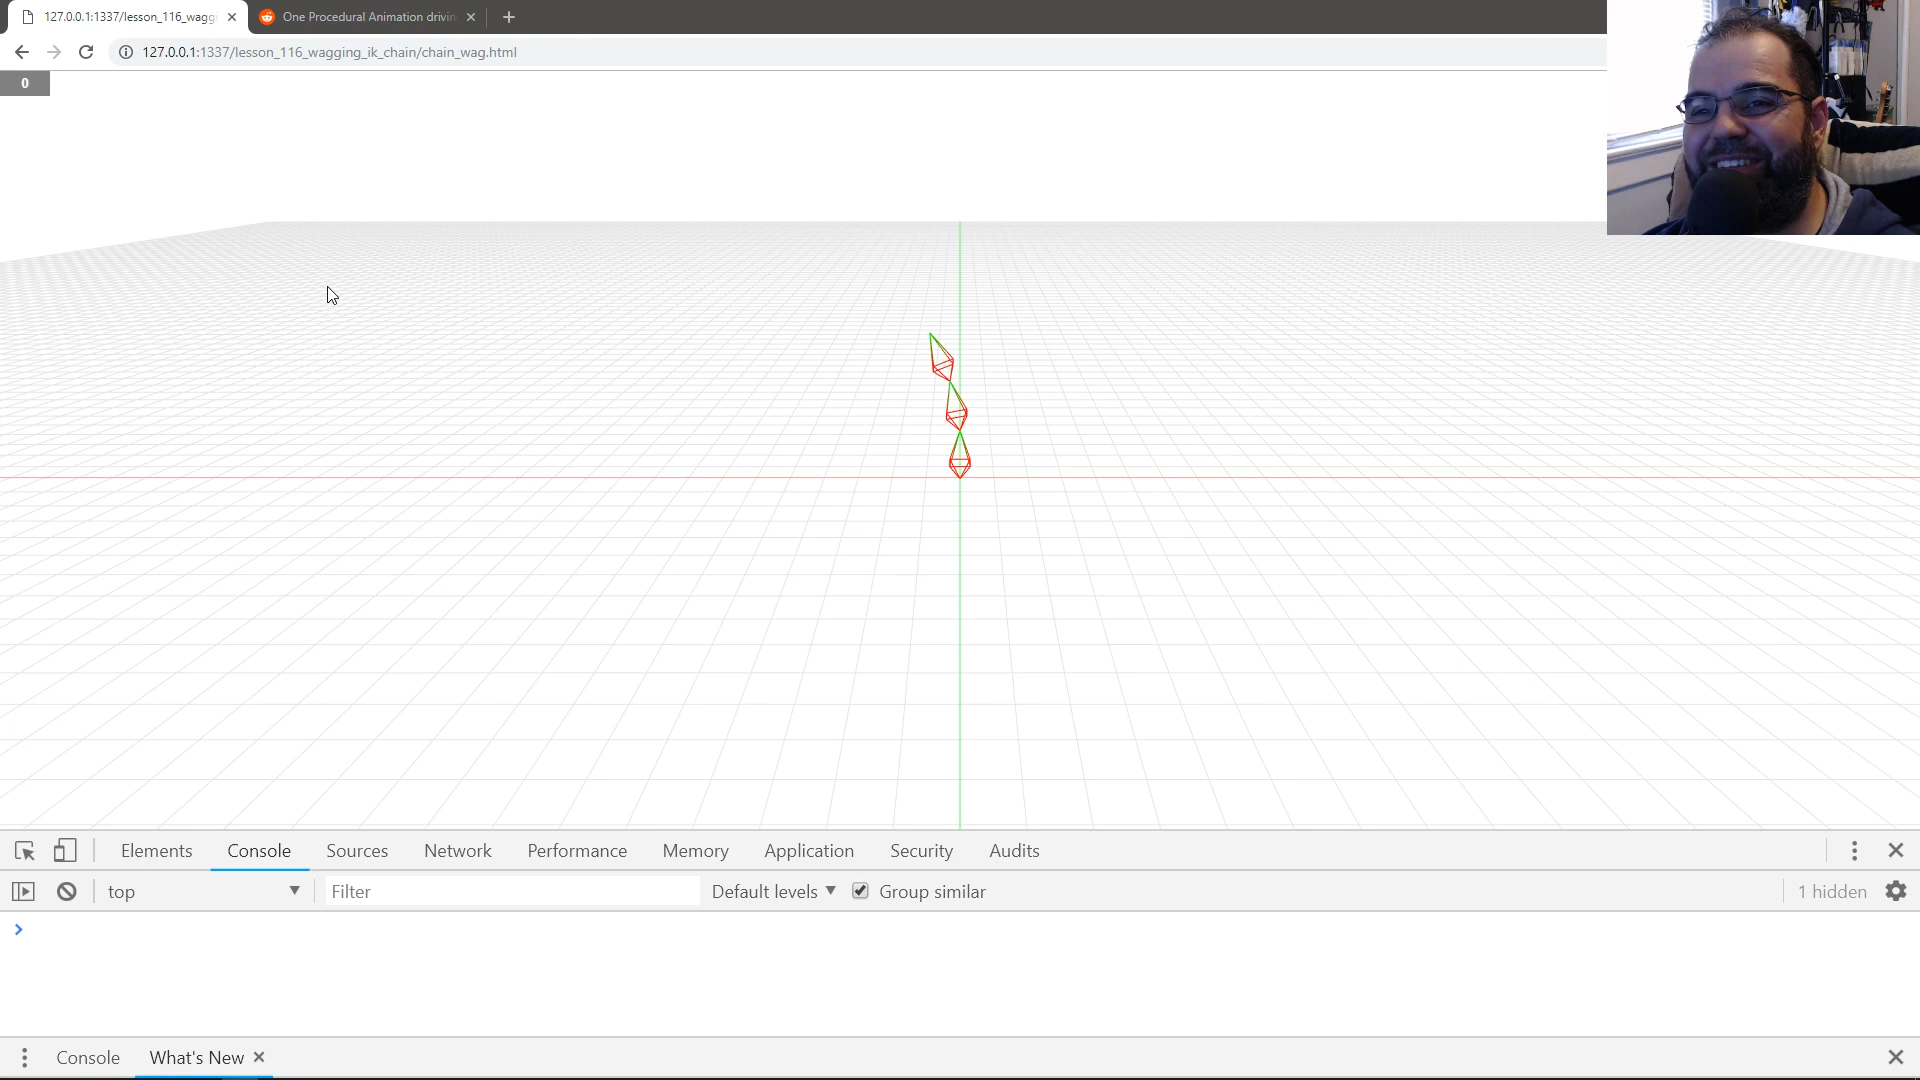 127.0.0.1:1337/lesson_116_waggi
One Procedural Animation drivin
127.0.0.1:1337/lesson_116_wagging_ik_chain/chain_wag.html
0
Elements Console Sources Network Performance Memory Application Security Audits
top Filter Default levels Group similar 1 hidden
Console What's New